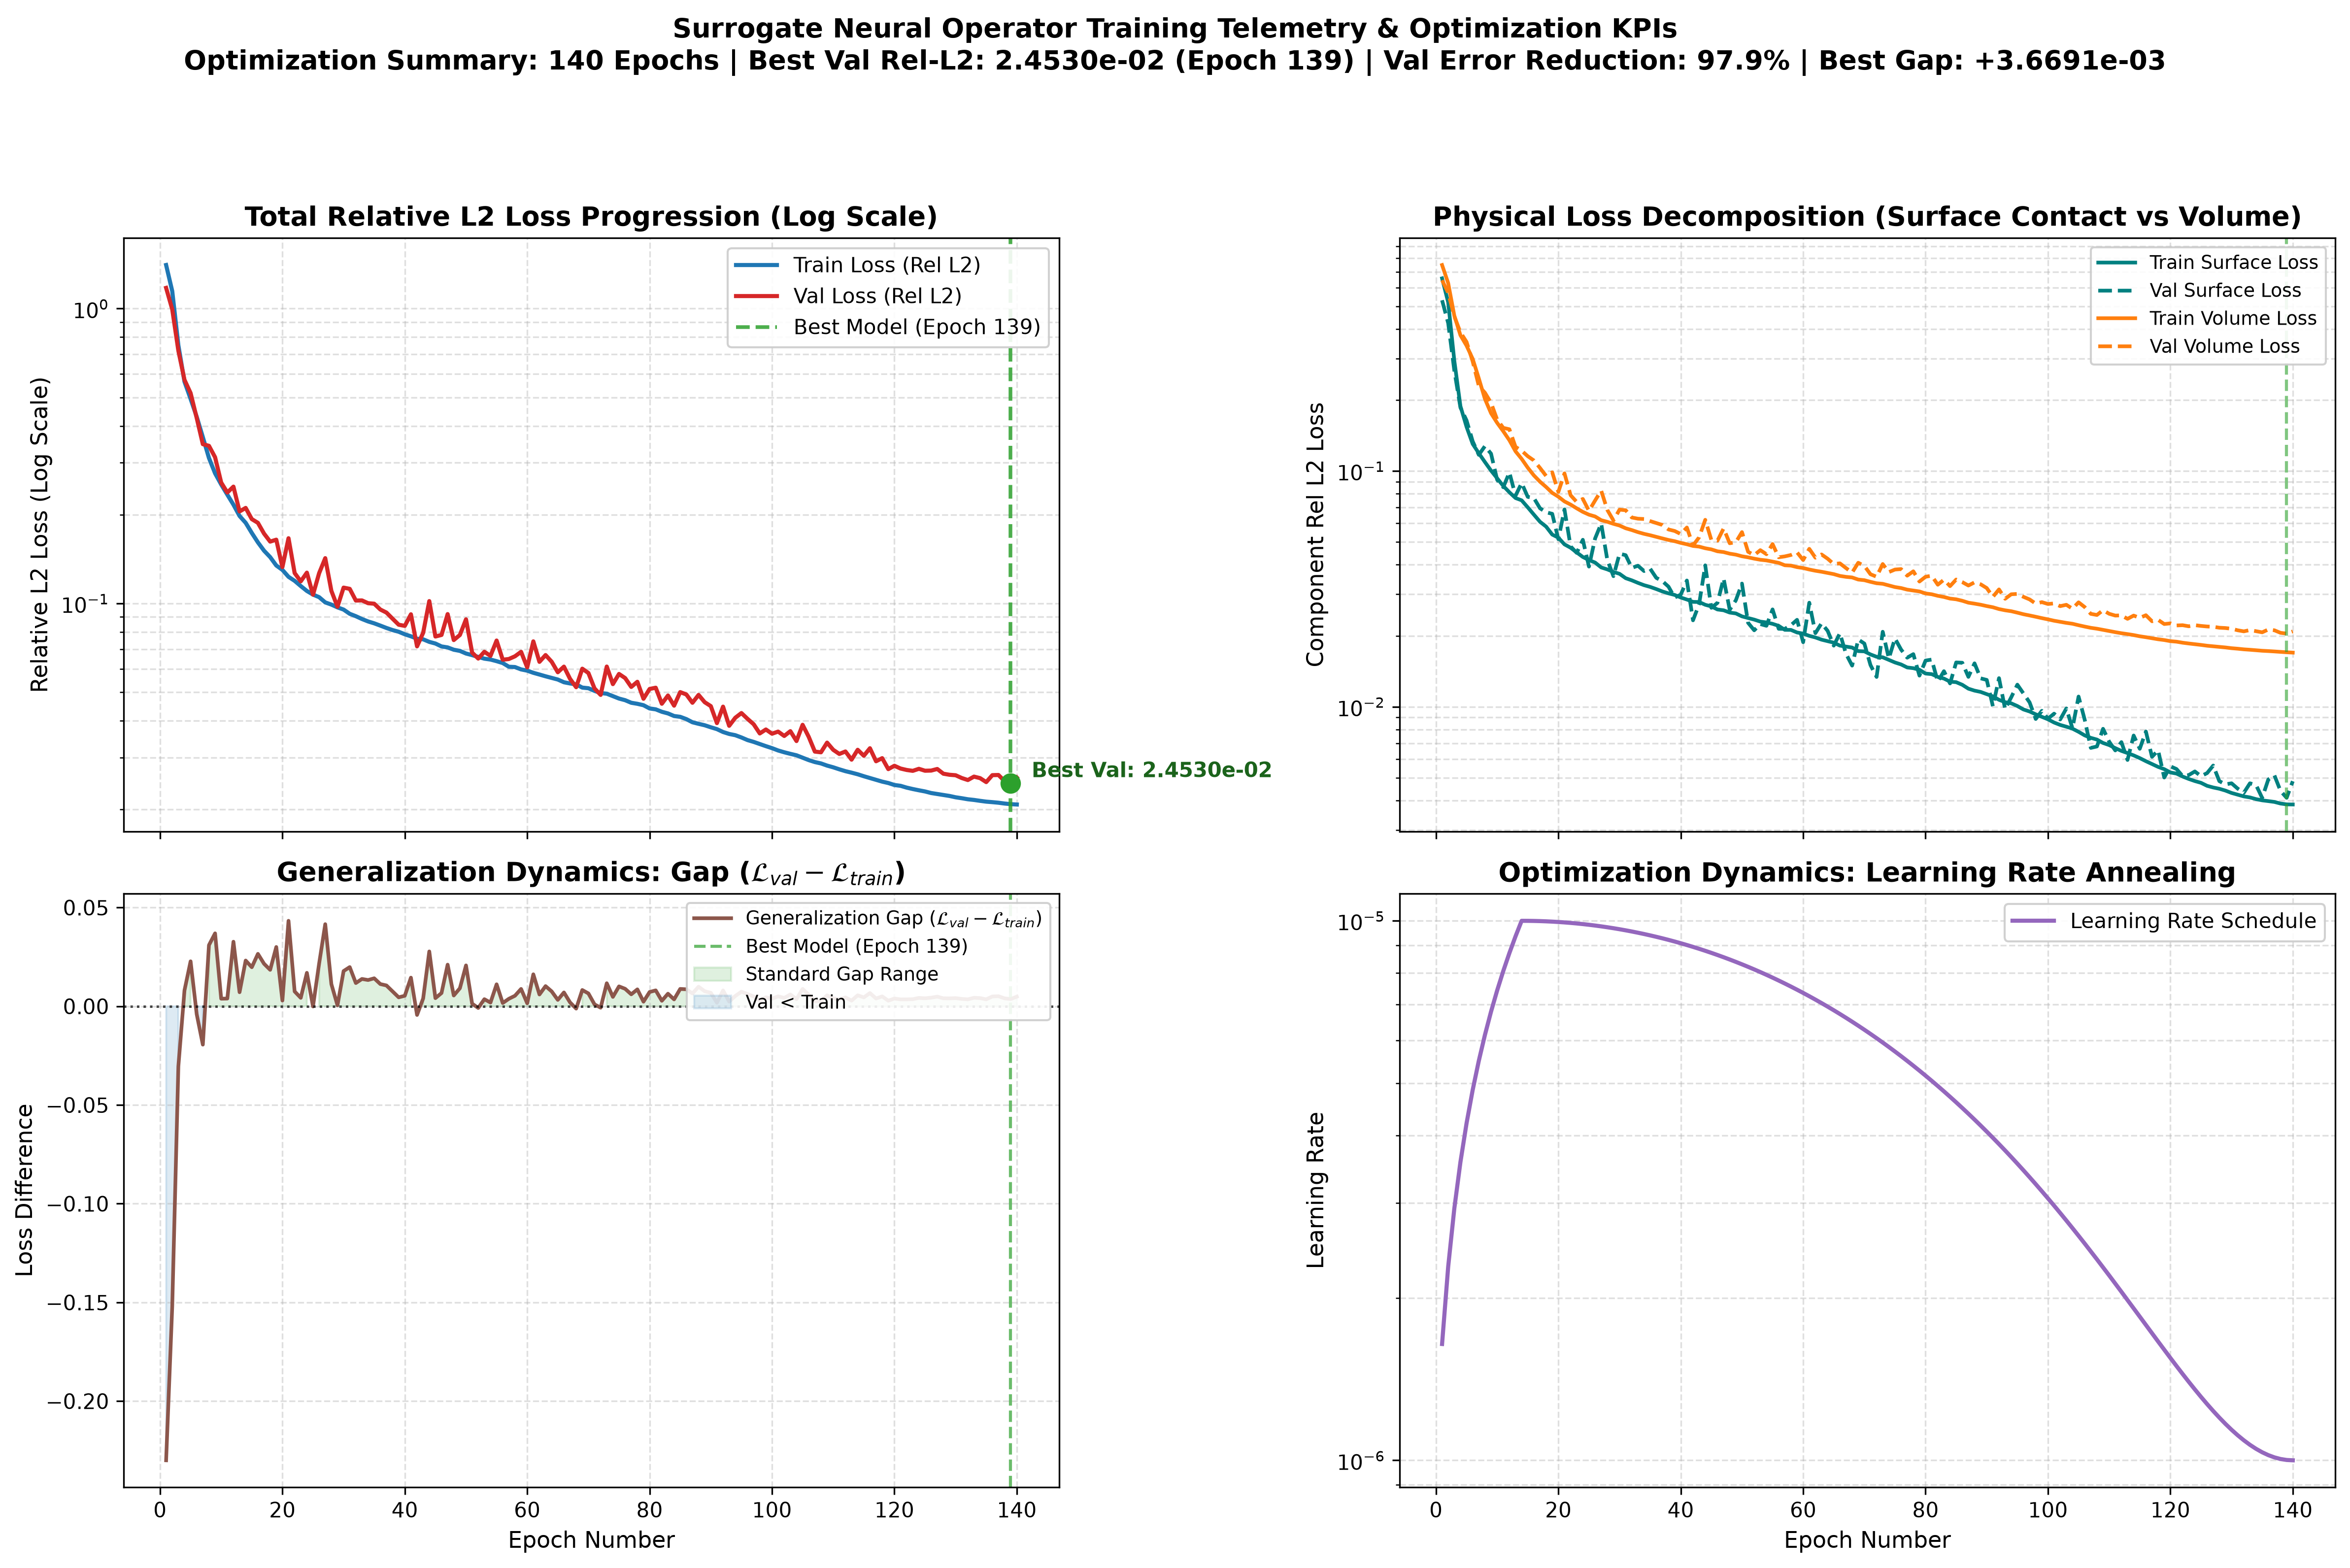 Surrogate Neural Operator Training Telemetry & Optimization KPIs
Optimization Summary: 140 Epochs | Best Val Rel-L2: 2.4530e-02 (Epoch 139) | Val Error Reduction: 97.9% | Best Gap: +3.6691e-03
Total Relative L2 Loss Progression (Log Scale)
Relative L2 Loss (Log Scale)
10⁰
10⁻¹
Train Loss (Rel L2)
Val Loss (Rel L2)
Best Model (Epoch 139)
Best Val: 2.4530e-02
Physical Loss Decomposition (Surface Contact vs Volume)
Component Rel L2 Loss
10⁻¹
10⁻²
Train Surface Loss
Val Surface Loss
Train Volume Loss
Val Volume Loss
Generalization Dynamics: Gap (ℒ_val − ℒ_train)
Loss Difference
0.05
0.00
−0.05
−0.10
−0.15
−0.20
Generalization Gap (ℒ_val − ℒ_train)
Best Model (Epoch 139)
Standard Gap Range
Val < Train
0 20 40 60 80 100 120 140
Epoch Number
Optimization Dynamics: Learning Rate Annealing
Learning Rate
10⁻⁵
10⁻⁶
Learning Rate Schedule
0 20 40 60 80 100 120 140
Epoch Number